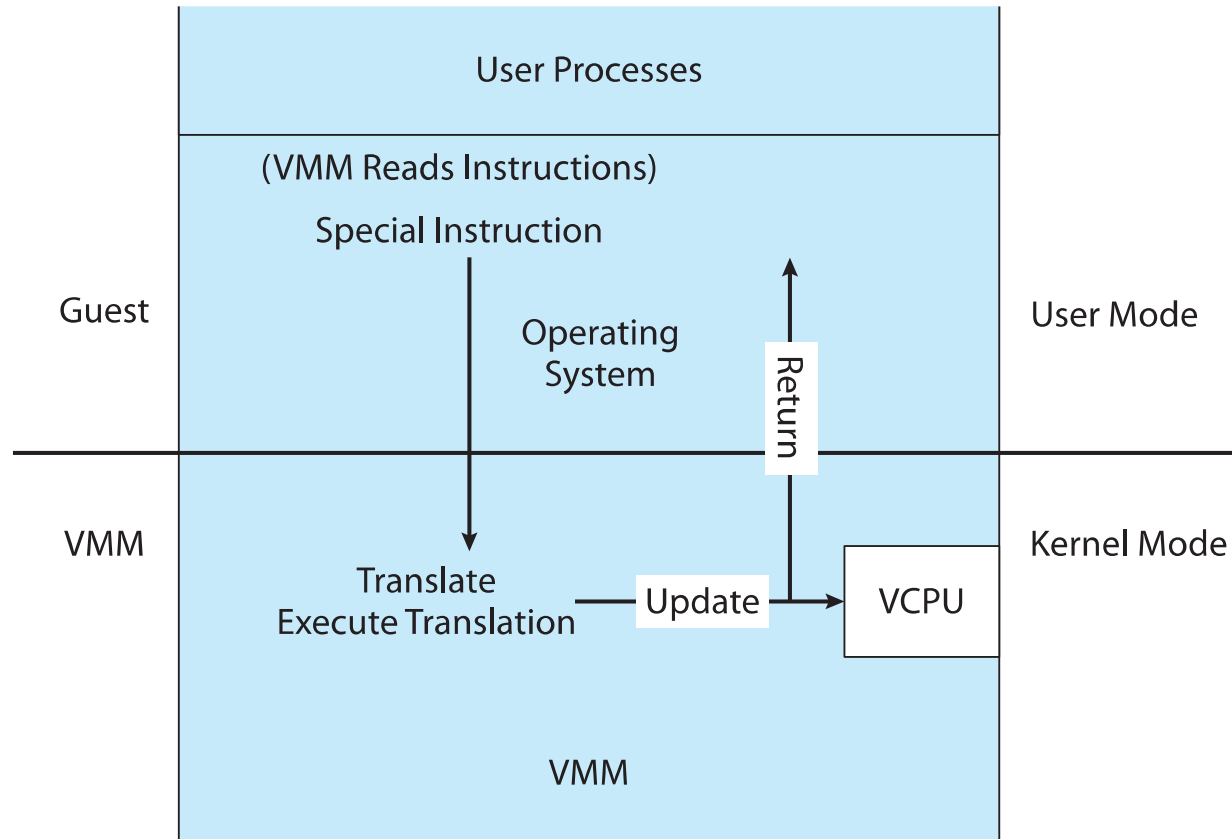 User Processes
(VMM Reads Instructions)
Special Instruction
Guest
User Mode
Operating
System
Return
VMM
Kernel Mode
Translate
Execute Translation
Update
VCPU
VMM